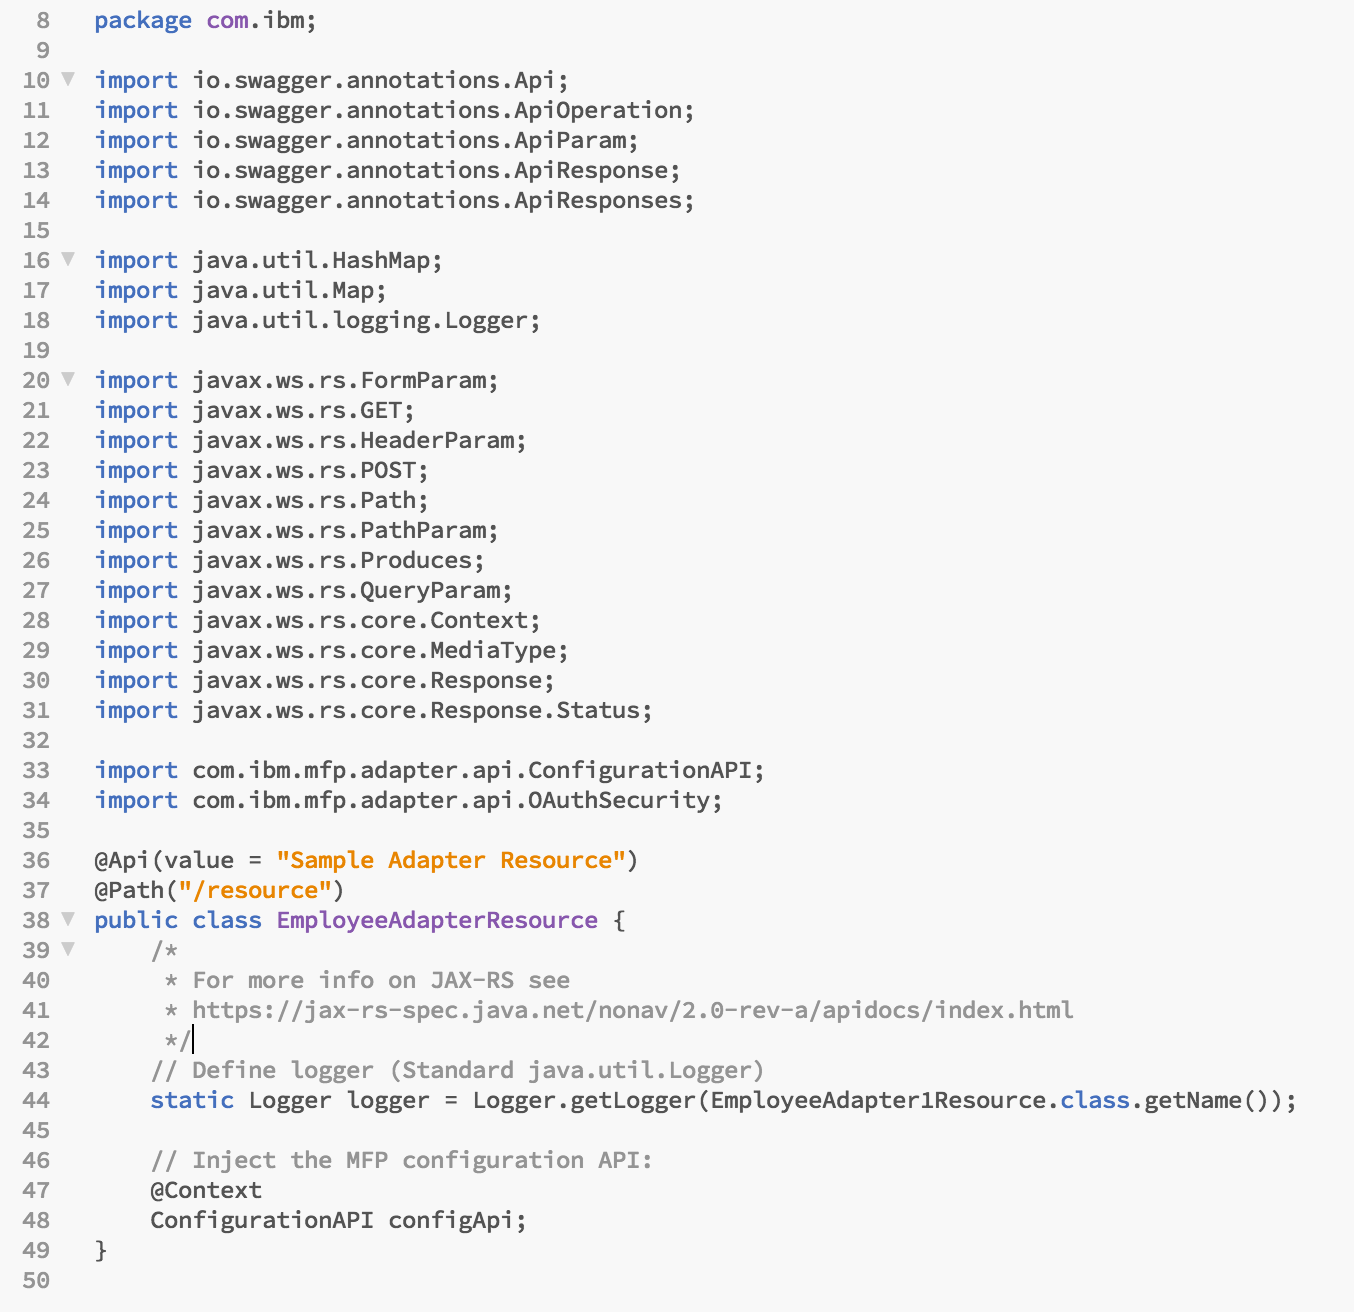 8 package com.ibm;
9
10 import io.swagger.annotations.Api;
11 import io.swagger.annotations.ApiOperation;
12 import io.swagger.annotations.ApiParam;
13 import io.swagger.annotations.ApiResponse;
14 import io.swagger.annotations.ApiResponses;
15
16 import java.util.HashMap;
17 import java.util.Map;
18 import java.util.logging.Logger;
19
20 import javax.ws.rs.FormParam;
21 import javax.ws.rs.GET;
22 import javax.ws.rs.HeaderParam;
23 import javax.ws.rs.POST;
24 import javax.ws.rs.Path;
25 import javax.ws.rs.PathParam;
26 import javax.ws.rs.Produces;
27 import javax.ws.rs.QueryParam;
28 import javax.ws.rs.core.Context;
29 import javax.ws.rs.core.MediaType;
30 import javax.ws.rs.core.Response;
31 import javax.ws.rs.core.Response.Status;
32
33 import com.ibm.mfp.adapter.api.ConfigurationAPI;
34 import com.ibm.mfp.adapter.api.OAuthSecurity;
35
36 @Api(value = "Sample Adapter Resource")
37 @Path("/resource")
38 public class EmployeeAdapterResource {
39     /*
40      * For more info on JAX-RS see
41      * https://jax-rs-spec.java.net/nonav/2.0-rev-a/apidocs/index.html
42      */
43     // Define logger (Standard java.util.Logger)
44     static Logger logger = Logger.getLogger(EmployeeAdapter1Resource.class.getName());
45
46     // Inject the MFP configuration API:
47     @Context
48     ConfigurationAPI configApi;
49 }
50